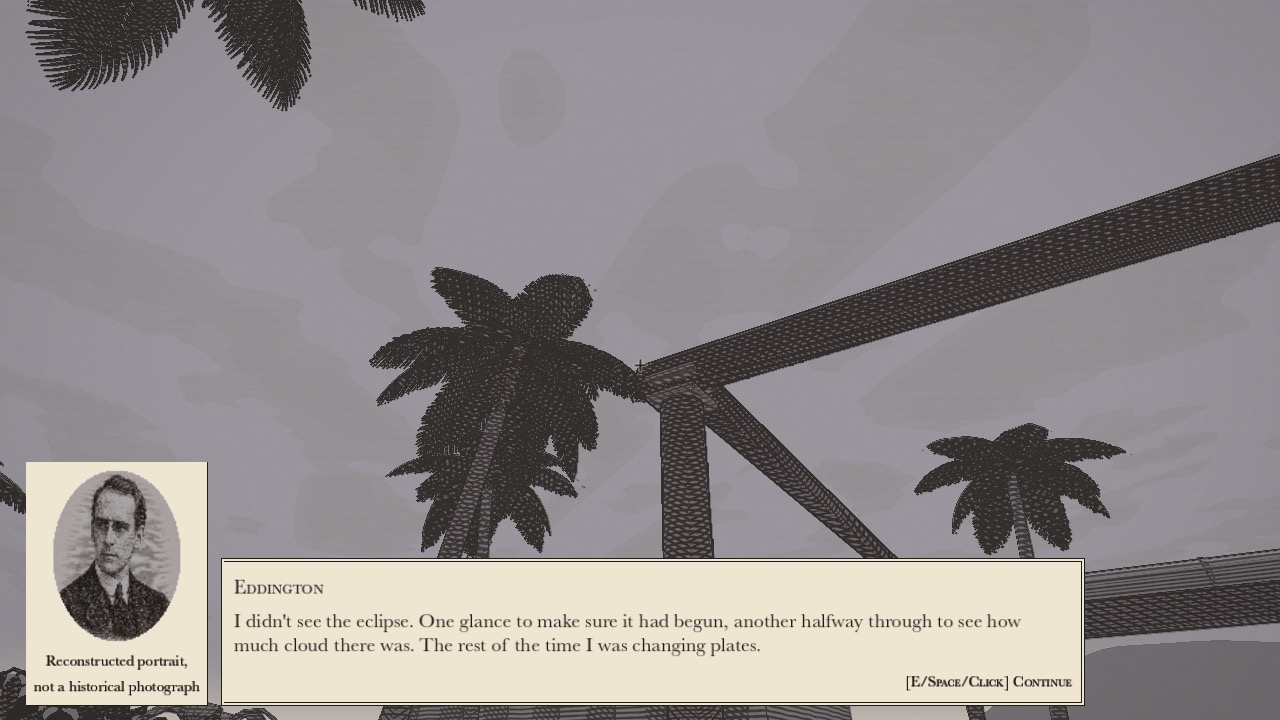 Eddington
I didn't see the eclipse. One glance to make sure it had begun, another halfway through to see how
much cloud there was. The rest of the time I was changing plates.
[E/Space/Click] Continue
Reconstructed portrait,
not a historical photograph